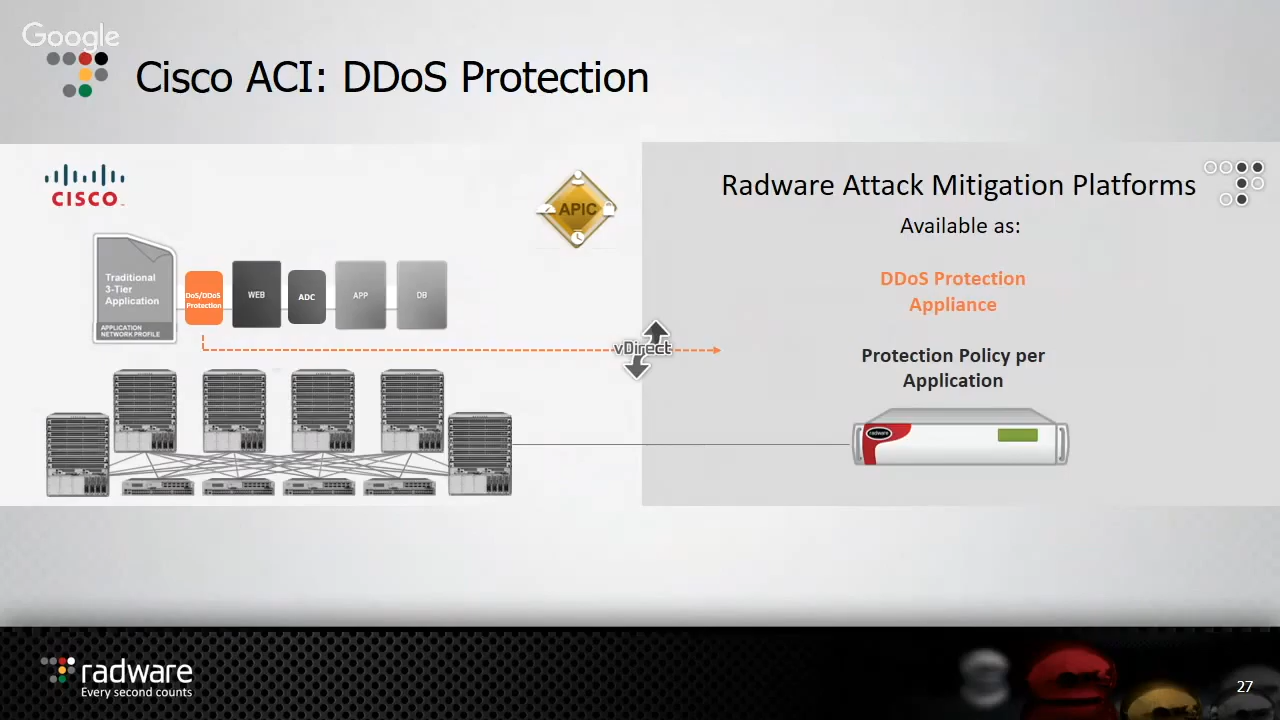 Google
Cisco ACI: DDoS Protection
CISCO
APIC
Traditional
3-Tier
Application
APPLICATION
NETWORK PROFILE
DoS/DDoS
Protection
WEB
ADC
APP
DB
vDirect
Radware Attack Mitigation Platforms
Available as:
DDoS Protection
Appliance
Protection Policy per
Application
radware
radware
Every second counts
27